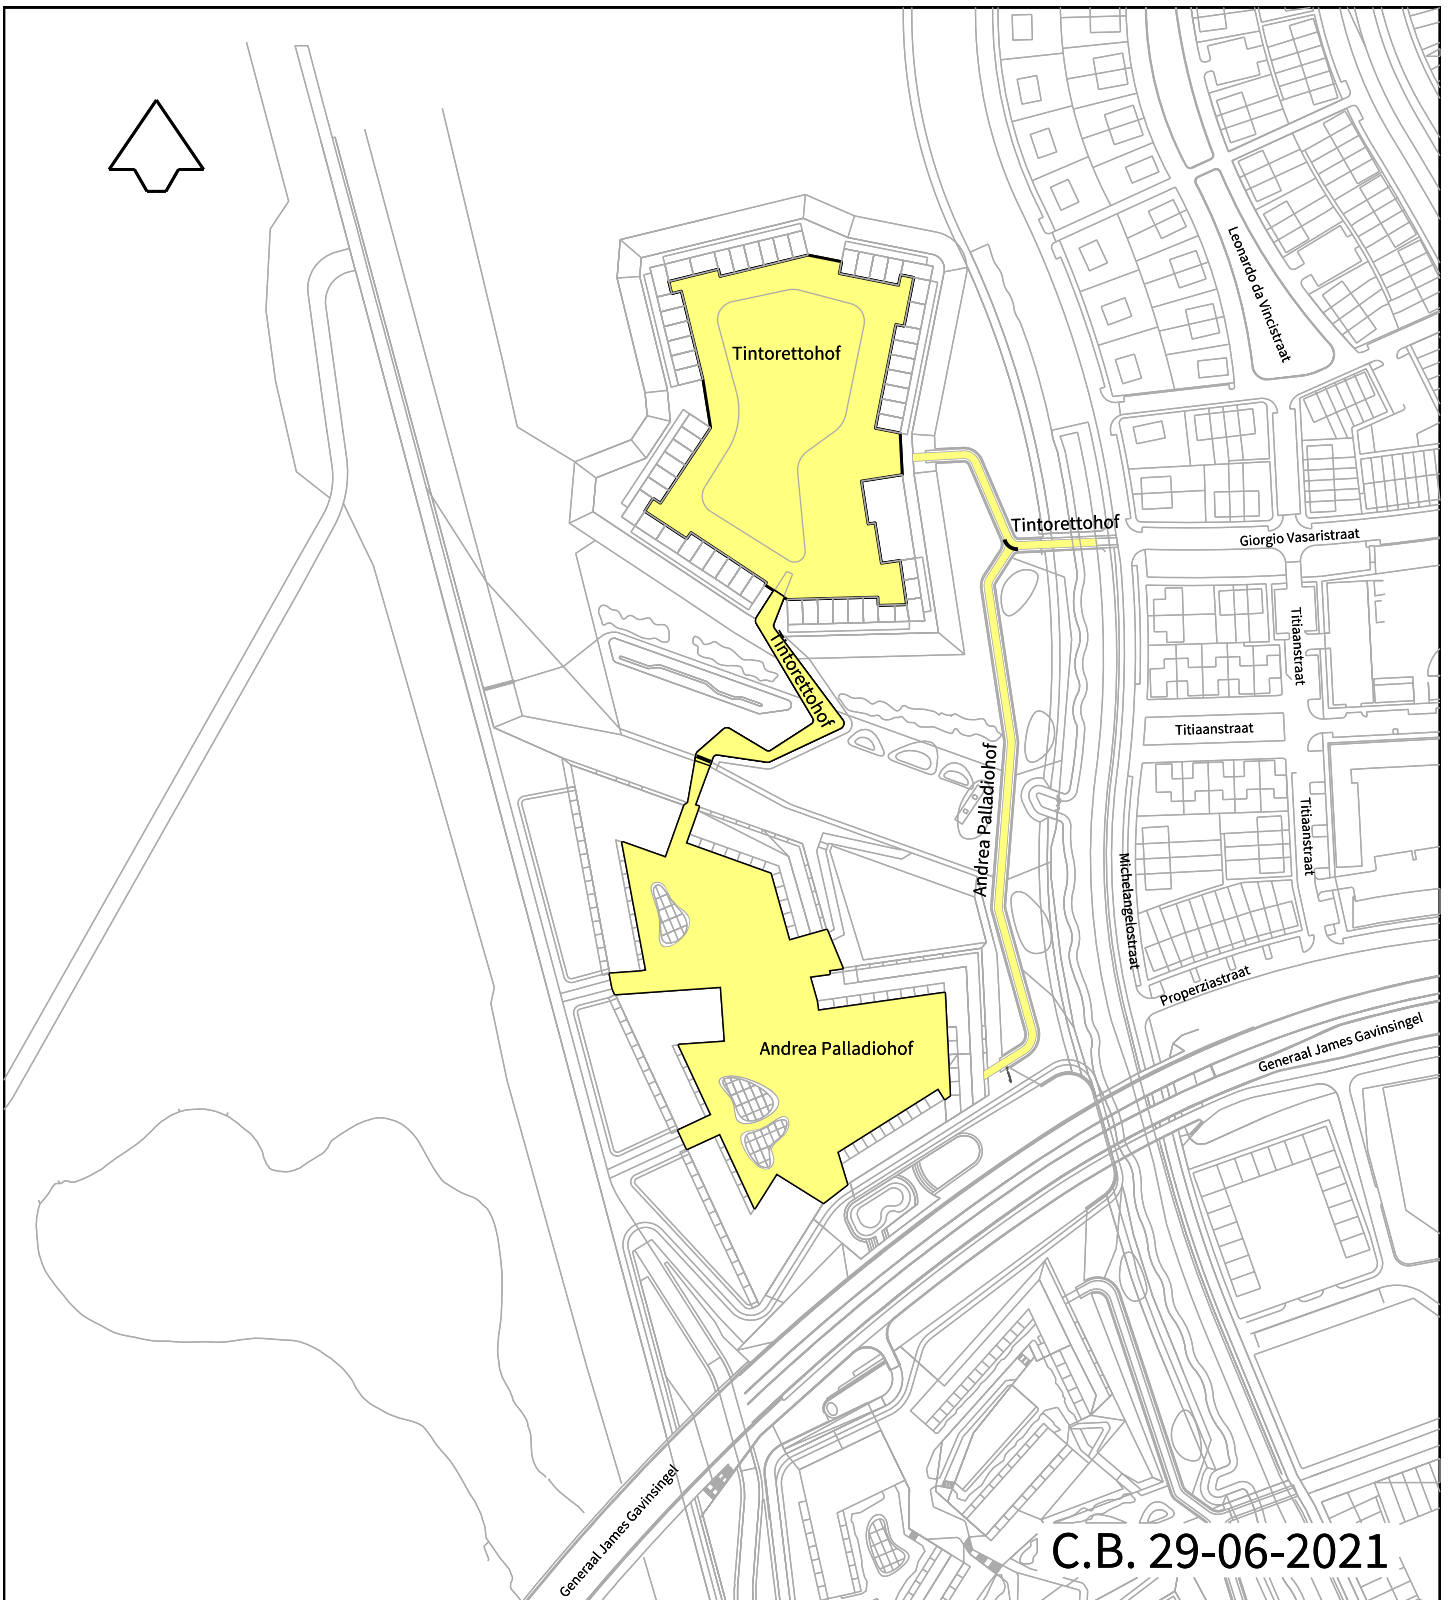 Leonardo da Vincistraat
Tintorettohof
Tintorettohof
Giorgio Vasaristraat
Titiaanstraat
Tintorettohof
Titiaanstraat
Andrea Palladiohof
Titiaanstraat
Michelangelostraat
Properziastraat
Generaal James Gavinsingel
Andrea Palladiohof
Generaal James Gavinsingel
C.B. 29-06-2021